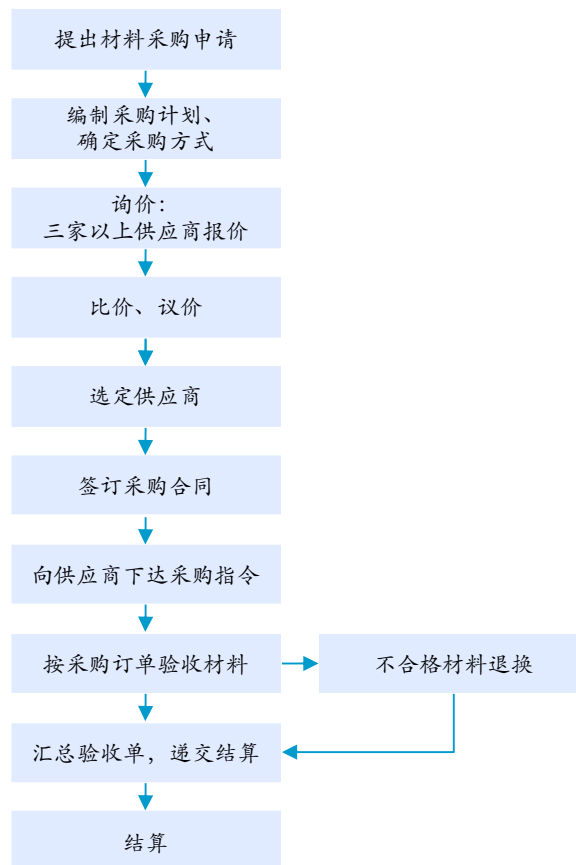 提出材料采购申请
编制采购计划、
确定采购方式
询价：
三家以上供应商报价
比价、议价
选定供应商
签订采购合同
向供应商下达采购指令
按采购订单验收材料
不合格材料退换
汇总验收单，递交结算
结算